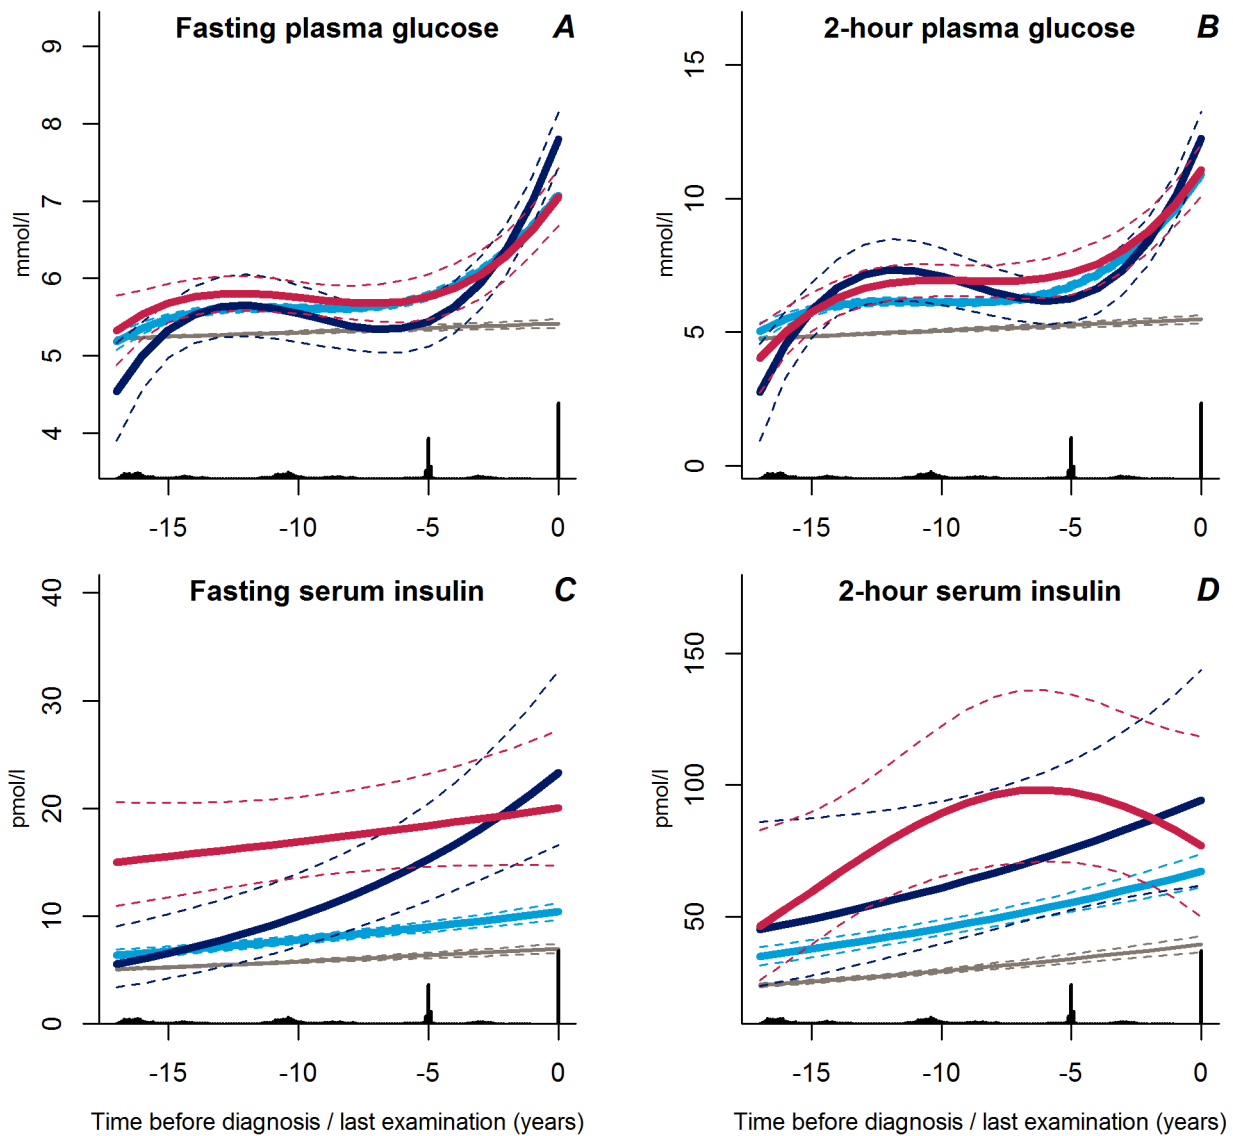 Fasting plasma glucose A
mmol/l
9
8
7
6
5
4
-15 -10 -5 0
2-hour plasma glucose B
mmol/l
15
10
5
0
-15 -10 -5 0
Fasting serum insulin C
pmol/l
40
30
20
10
0
-15 -10 -5 0
Time before diagnosis / last examination (years)
2-hour serum insulin D
pmol/l
150
100
50
-15 -10 -5 0
Time before diagnosis / last examination (years)